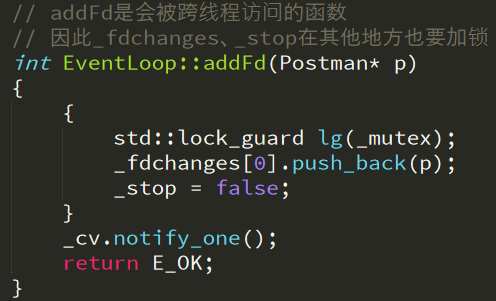 // addFd是会被跨线程访问的函数
// 因此_fdchanges、_stop在其他地方也要加锁
int EventLoop::addFd(Postman* p)
{
    {
        std::lock_guard lg(_mutex);
        _fdchanges[0].push_back(p);
        _stop = false;
    }
    _cv.notify_one();
    return E_OK;
}